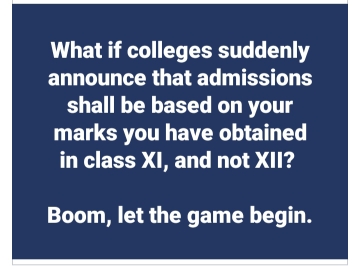 What if colleges suddenly
announce that admissions
shall be based on your
marks you have obtained
in class XI, and not XII?
Boom, let the game begin.